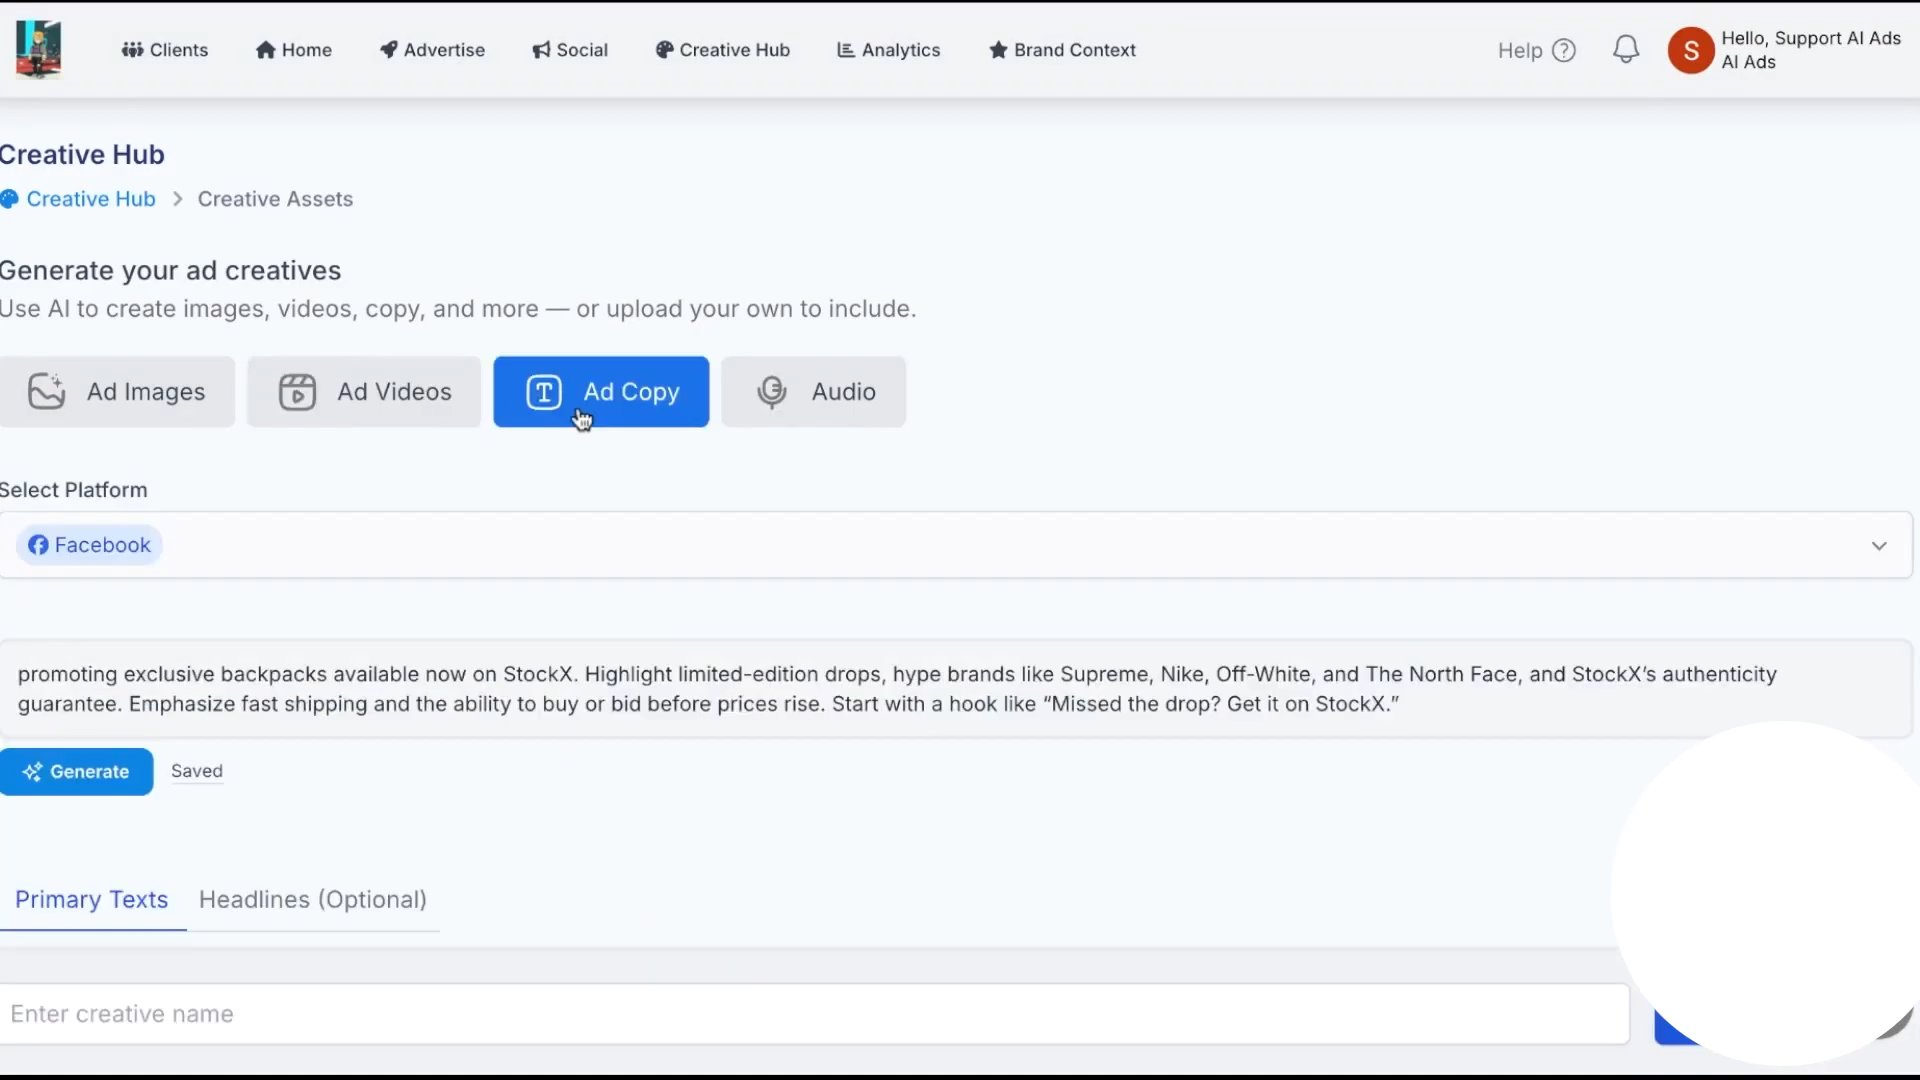 Clients
Home
Advertise
Social
Creative Hub
Analytics
Brand Context
Help
S
Hello, Support AI Ads
AI Ads
Creative Hub
Creative Hub > Creative Assets
Generate your ad creatives
Use AI to create images, videos, copy, and more — or upload your own to include.
Ad Images
Ad Videos
Ad Copy
Audio
Select Platform
Facebook
promoting exclusive backpacks available now on StockX. Highlight limited-edition drops, hype brands like Supreme, Nike, Off-White, and The North Face, and StockX’s authenticity
guarantee. Emphasize fast shipping and the ability to buy or bid before prices rise. Start with a hook like “Missed the drop? Get it on StockX.”
Generate
Saved
Primary Texts
Headlines (Optional)
Enter creative name